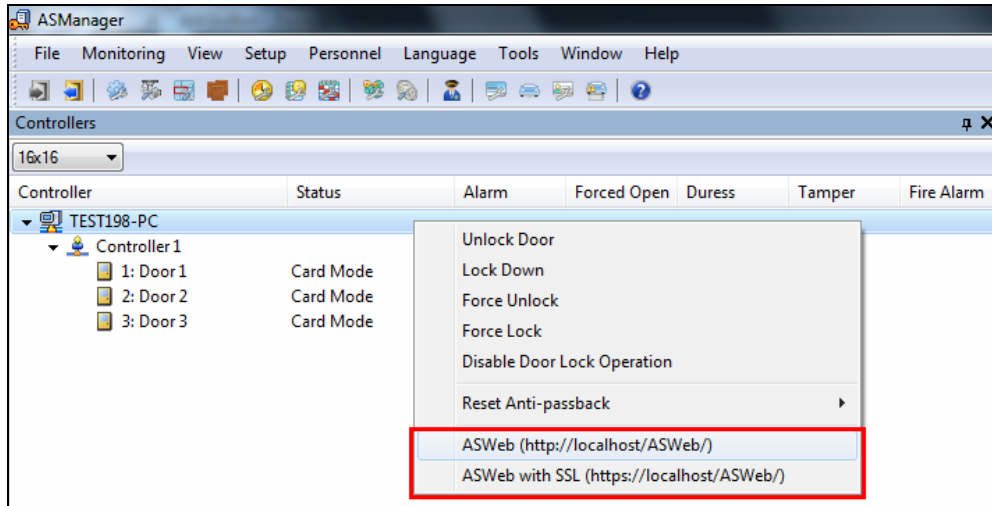 ASManager
File Monitoring View Setup Personnel Language Tools Window Help
Controllers
16x16
Controller Status Alarm Forced Open Duress Tamper Fire Alarm
TEST198-PC
Controller 1
1: Door 1 Card Mode
2: Door 2 Card Mode
3: Door 3 Card Mode
Unlock Door
Lock Down
Force Unlock
Force Lock
Disable Door Lock Operation
Reset Anti-passback
ASWeb (http://localhost/ASWeb/)
ASWeb with SSL (https://localhost/ASWeb/)